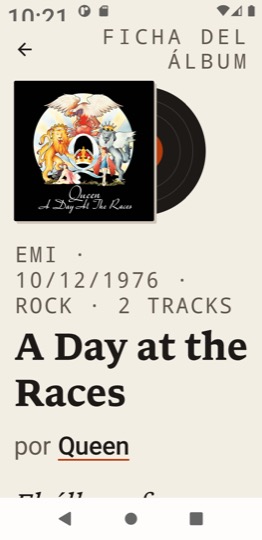 10:21
FICHA DEL
ÁLBUM
Queen
A Day At The Races
EMI ·
10/12/1976 ·
ROCK · 2 TRACKS
A Day at the
Races
por Queen